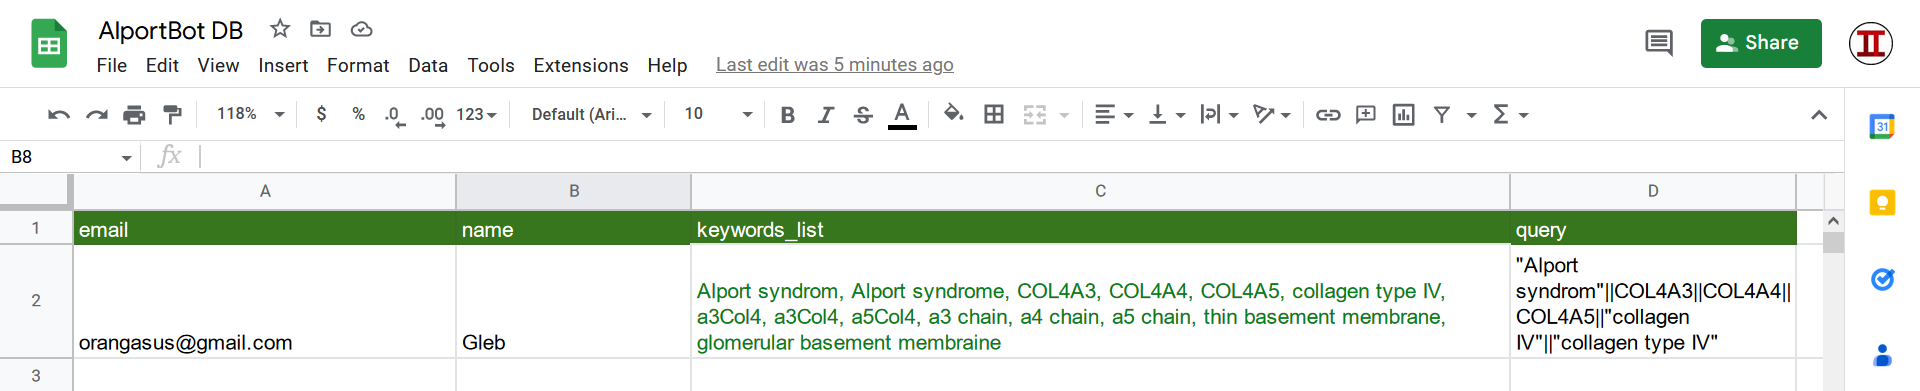 AlportBot DB
File Edit View Insert Format Data Tools Extensions Help Last edit was 5 minutes ago
Share
118% $ % .0 .00 123 Default (Ari... 10 B I S A
31
B8 fx
A B C D
1 email name keywords_list query
2 orangasus@gmail.com Gleb
Alport syndrom, Alport syndrome, COL4A3, COL4A4, COL4A5, collagen type IV,
a3Col4, a3Col4, a5Col4, a3 chain, a4 chain, a5 chain, thin basement membrane,
glomerular basement membraine
"Alport
syndrom"||COL4A3||COL4A4||
COL4A5||"collagen
IV"||"collagen type IV"
3